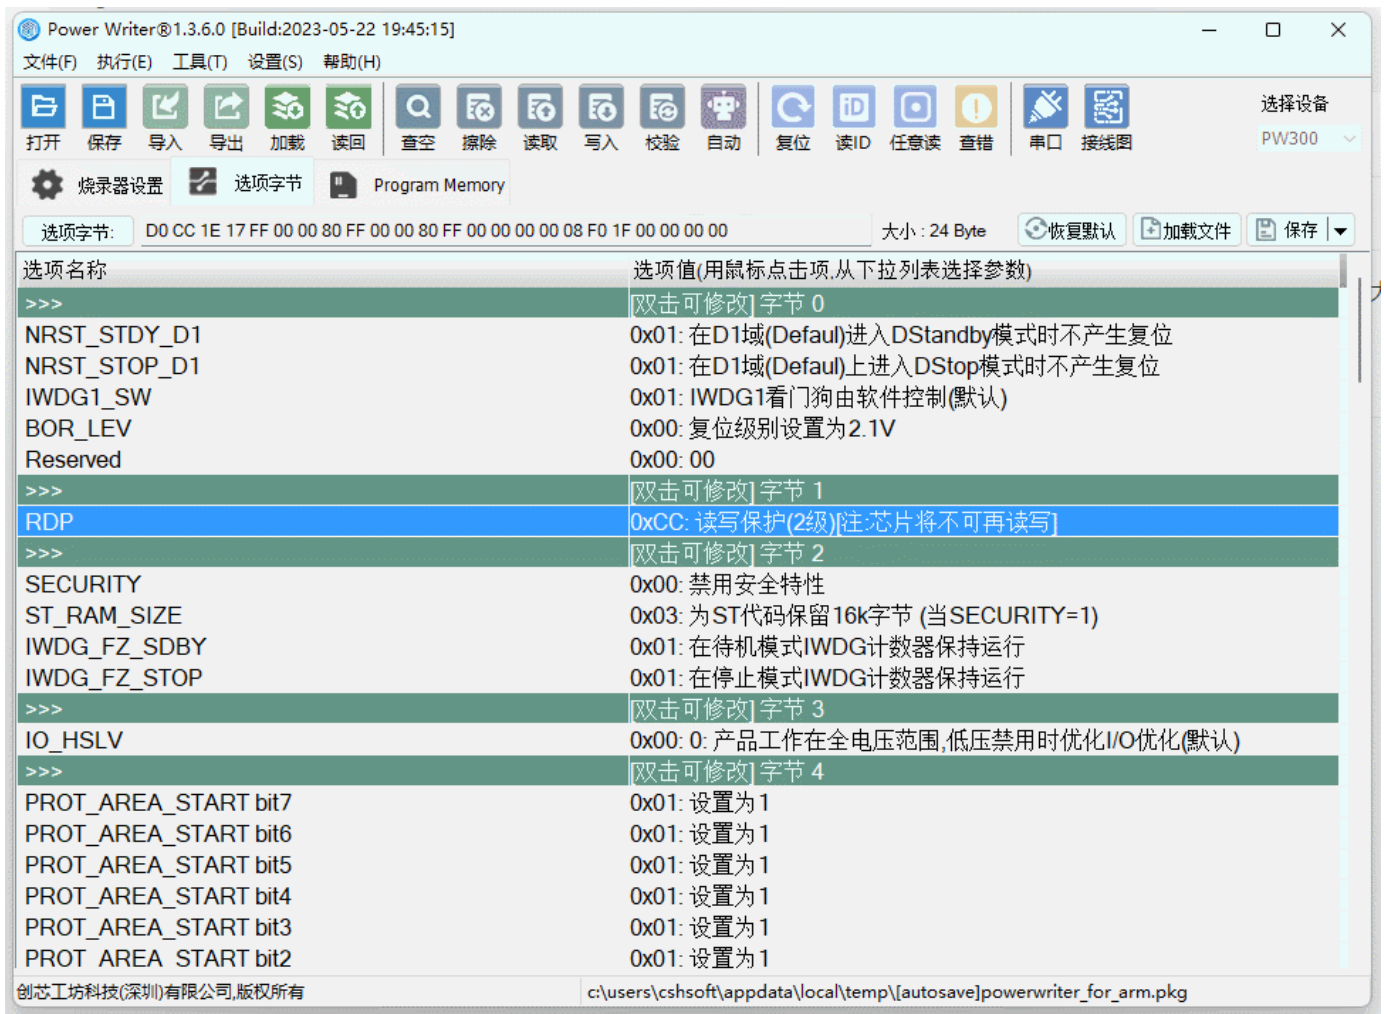 Power Writer®1.3.6.0 [Build:2023-05-22 19:45:15]
文件(F) 执行(E) 工具(T) 设置(S) 帮助(H)
打开 保存 导入 导出 加载 读回 查空 擦除 读取 写入 校验 自动 复位 读ID 任意读 查错 串口 接线图
选择设备
PW300
烧录器设置 选项字节 Program Memory
选项字节: D0 CC 1E 17 FF 00 00 80 FF 00 00 80 FF 00 00 00 00 08 F0 1F 00 00 00 00 大小 : 24 Byte 恢复默认 加载文件 保存
选项名称 选项值(用鼠标点击项,从下拉列表选择参数)
>>> [双击可修改] 字节 0
NRST_STDY_D1 0x01: 在D1域(Defaul)进入DStandby模式时不产生复位
NRST_STOP_D1 0x01: 在D1域(Defaul)上进入DStop模式时不产生复位
IWDG1_SW 0x01: IWDG1看门狗由软件控制(默认)
BOR_LEV 0x00: 复位级别设置为2.1V
Reserved 0x00: 00
>>> [双击可修改] 字节 1
RDP 0xCC: 读写保护(2级)[注:芯片将不可再读写]
>>> [双击可修改] 字节 2
SECURITY 0x00: 禁用安全特性
ST_RAM_SIZE 0x03: 为ST代码保留16k字节 (当SECURITY=1)
IWDG_FZ_SDBY 0x01: 在待机模式IWDG计数器保持运行
IWDG_FZ_STOP 0x01: 在停止模式IWDG计数器保持运行
>>> [双击可修改] 字节 3
IO_HSLV 0x00: 0: 产品工作在全电压范围,低压禁用时优化I/O优化(默认)
>>> [双击可修改] 字节 4
PROT_AREA_START bit7 0x01: 设置为1
PROT_AREA_START bit6 0x01: 设置为1
PROT_AREA_START bit5 0x01: 设置为1
PROT_AREA_START bit4 0x01: 设置为1
PROT_AREA_START bit3 0x01: 设置为1
PROT_AREA_START bit2 0x01: 设置为1
创芯工坊科技(深圳)有限公司,版权所有 c:\users\cshsoft\appdata\local\temp\[autosave]powerwriter_for_arm.pkg